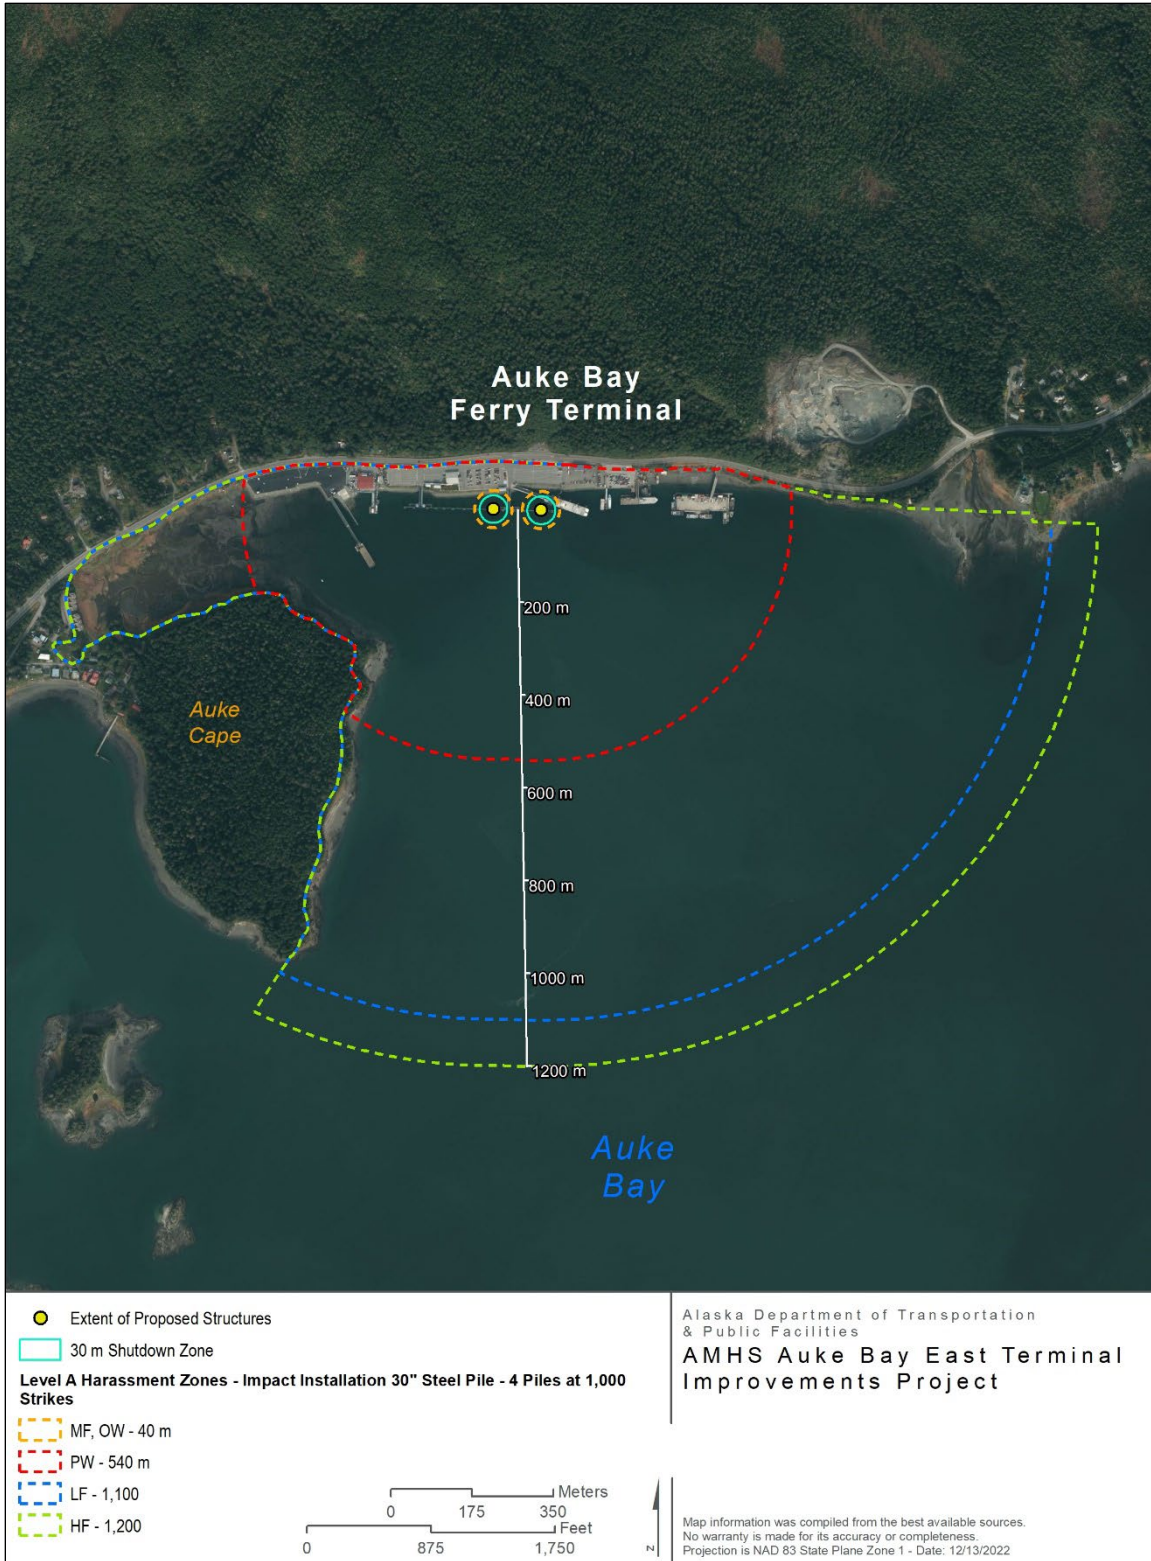 Auke Bay
Ferry Terminal
200 m
400 m
Auke
Cape
600 m
800 m
1000 m
1200 m
Auke
Bay
Extent of Proposed Structures
30 m Shutdown Zone
Level A Harassment Zones - Impact Installation 30" Steel Pile - 4 Piles at 1,000
Strikes
MF, OW - 40 m
PW - 540 m
LF - 1,100
HF - 1,200
Meters
0 175 350
Feet
0 875 1,750
N
Alaska Department of Transportation
& Public Facilities
AMHS Auke Bay East Terminal
Improvements Project
Map information was compiled from the best available sources.
No warranty is made for its accuracy or completeness.
Projection is NAD 83 State Plane Zone 1 - Date: 12/13/2022